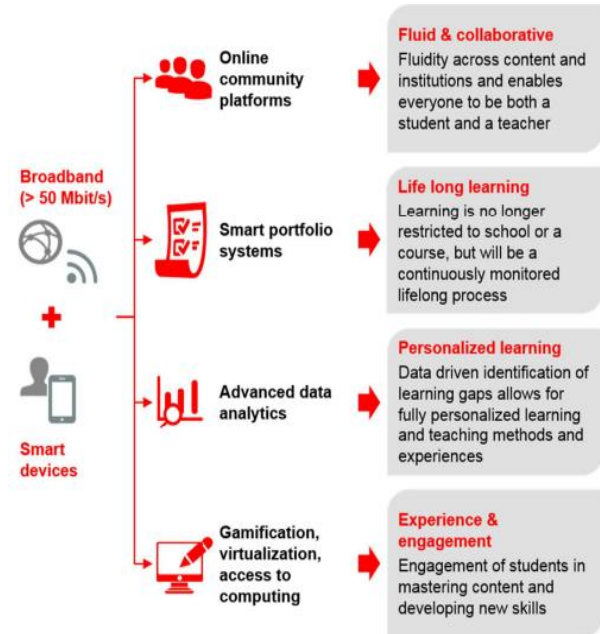 Broadband
(> 50 Mbit/s)
Smart
devices
Online
community
platforms
Fluid & collaborative
Fluidity across content and
institutions and enables
everyone to be both a
student and a teacher
Smart portfolio
systems
Life long learning
Learning is no longer
restricted to school or a
course, but will be a
continuously monitored
lifelong process
Advanced data
analytics
Personalized learning
Data driven identification of
learning gaps allows for
fully personalized learning
and teaching methods and
experiences
Gamification,
virtualization,
access to
computing
Experience &
engagement
Engagement of students in
mastering content and
developing new skills